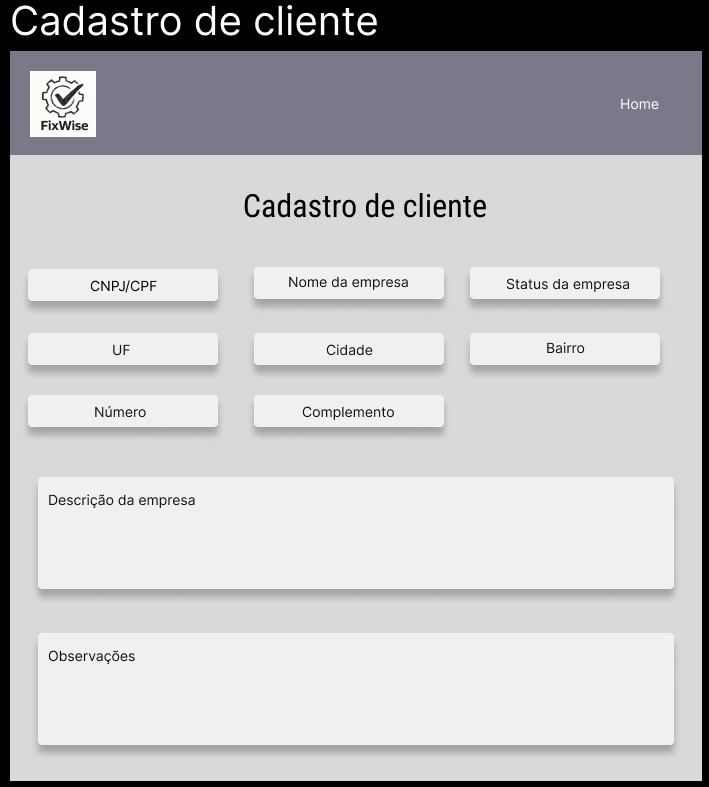 Cadastro de cliente
FixWise
Home
Cadastro de cliente
CNPJ/CPF
Nome da empresa
Status da empresa
UF
Cidade
Bairro
Número
Complemento
Descrição da empresa
Observações